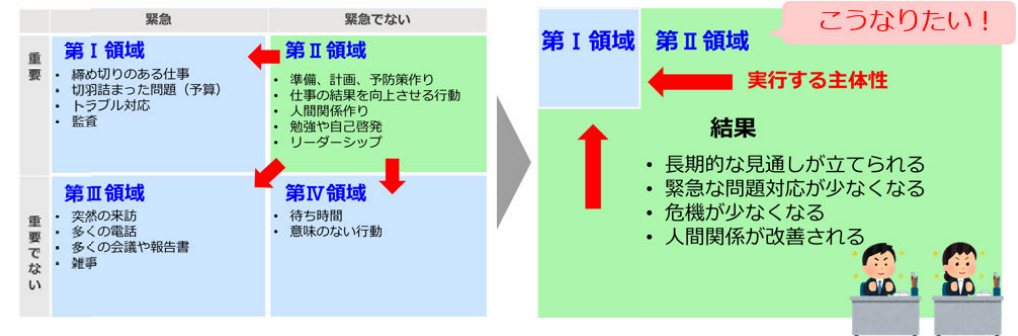 緊急
緊急でない
重要
第Ⅰ領域
・ 締め切りのある仕事
・ 切羽詰まった問題（予算）
・ トラブル対応
・ 監査
第Ⅱ領域
・ 準備、計画、予防策作り
・ 仕事の結果を向上させる行動
・ 人間関係作り
・ 勉強や自己啓発
・ リーダーシップ
重要でない
第Ⅲ領域
・ 突然の来訪
・ 多くの電話
・ 多くの会議や報告書
・ 雑事
第Ⅳ領域
・ 待ち時間
・ 意味のない行動
こうなりたい！
第Ⅰ領域
第Ⅱ領域
実行する主体性
結果
・ 長期的な見通しが立てられる
・ 緊急な問題対応が少なくなる
・ 危機が少なくなる
・ 人間関係が改善される